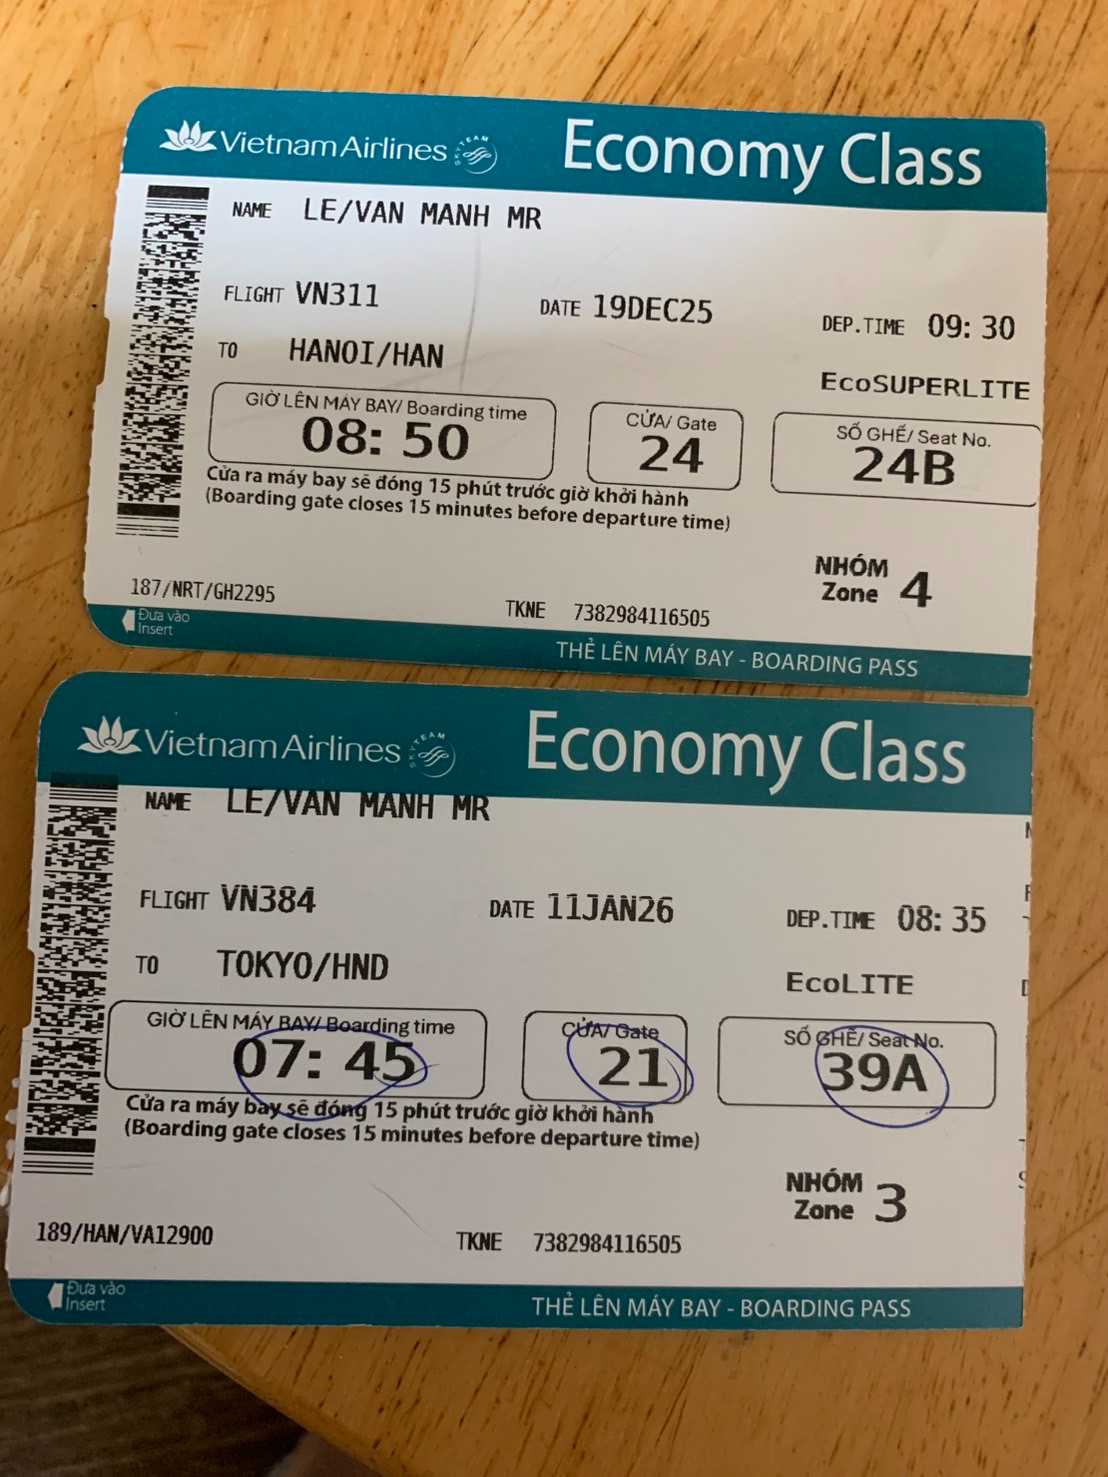 Vietnam Airlines SKYTEAM Economy Class
NAME LE/VAN MANH MR
FLIGHT VN311 DATE 19DEC25 DEP.TIME 09:30
TO HANOI/HAN
EcoSUPERLITE
GIỜ LÊN MÁY BAY/ Boarding time CỬA/ Gate SỐ GHẾ/ Seat No.
08:50 24 24B
Cửa ra máy bay sẽ đóng 15 phút trước giờ khởi hành
(Boarding gate closes 15 minutes before departure time)
NHÓM
Zone 4
187/NRT/GH2295 TKNE 7382984116505
Đưa vào
Insert
THẺ LÊN MÁY BAY - BOARDING PASS
Vietnam Airlines SKYTEAM Economy Class
NAME LE/VAN MANH MR
FLIGHT VN384 DATE 11JAN26 DEP.TIME 08:35
TO TOKYO/HND
EcoLITE
GIỜ LÊN MÁY BAY/ Boarding time CỬA/ Gate SỐ GHẾ/ Seat No.
07:45 21 39A
Cửa ra máy bay sẽ đóng 15 phút trước giờ khởi hành
(Boarding gate closes 15 minutes before departure time)
NHÓM
Zone 3
189/HAN/VA12900 TKNE 7382984116505
Đưa vào
Insert
THẺ LÊN MÁY BAY - BOARDING PASS